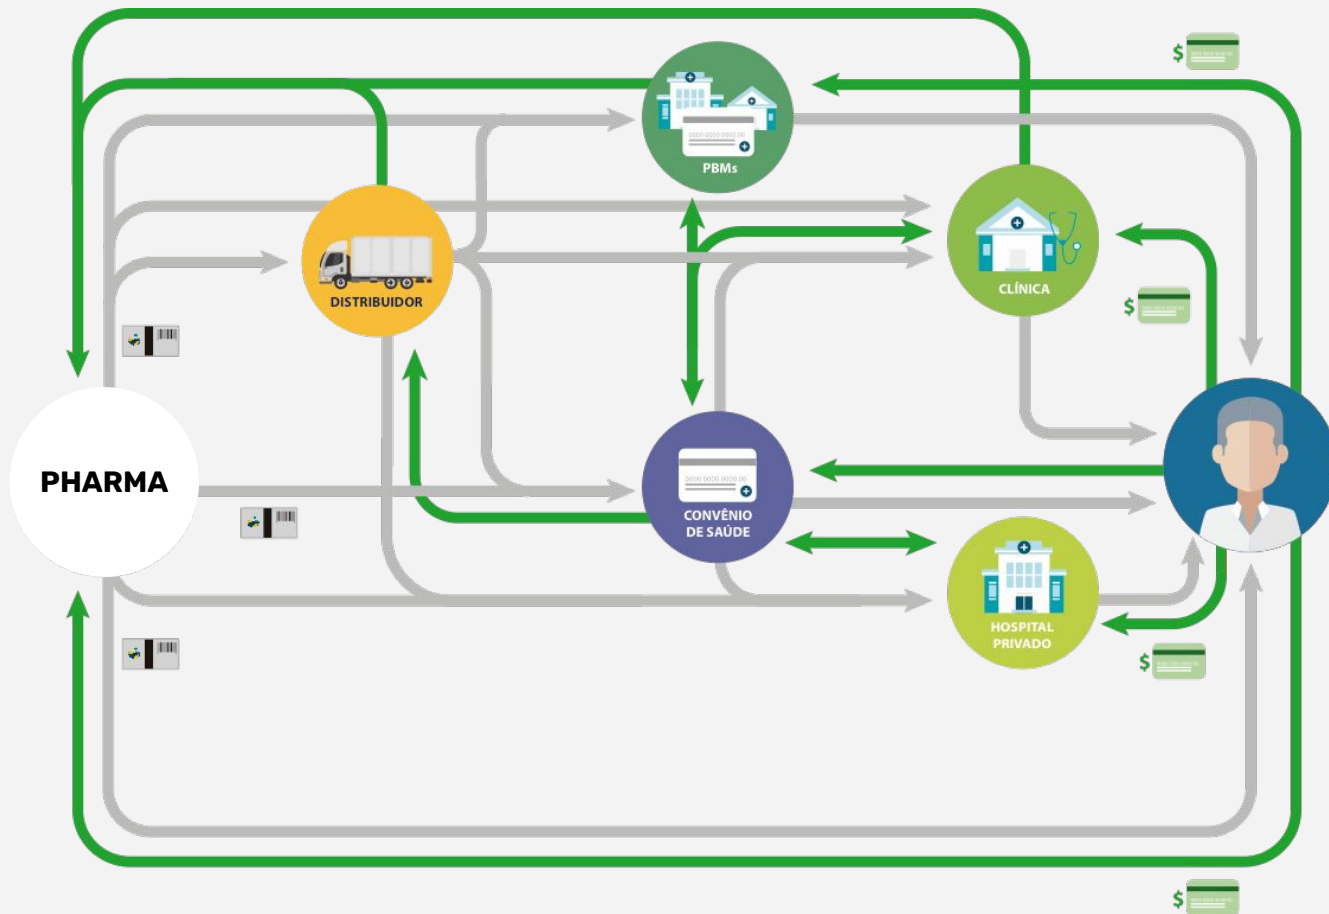 $
PBMs
DISTRIBUIDOR
CLÍNICA
$
PHARMA
CONVÊNIO
DE SAÚDE
HOSPITAL
PRIVADO
$
$